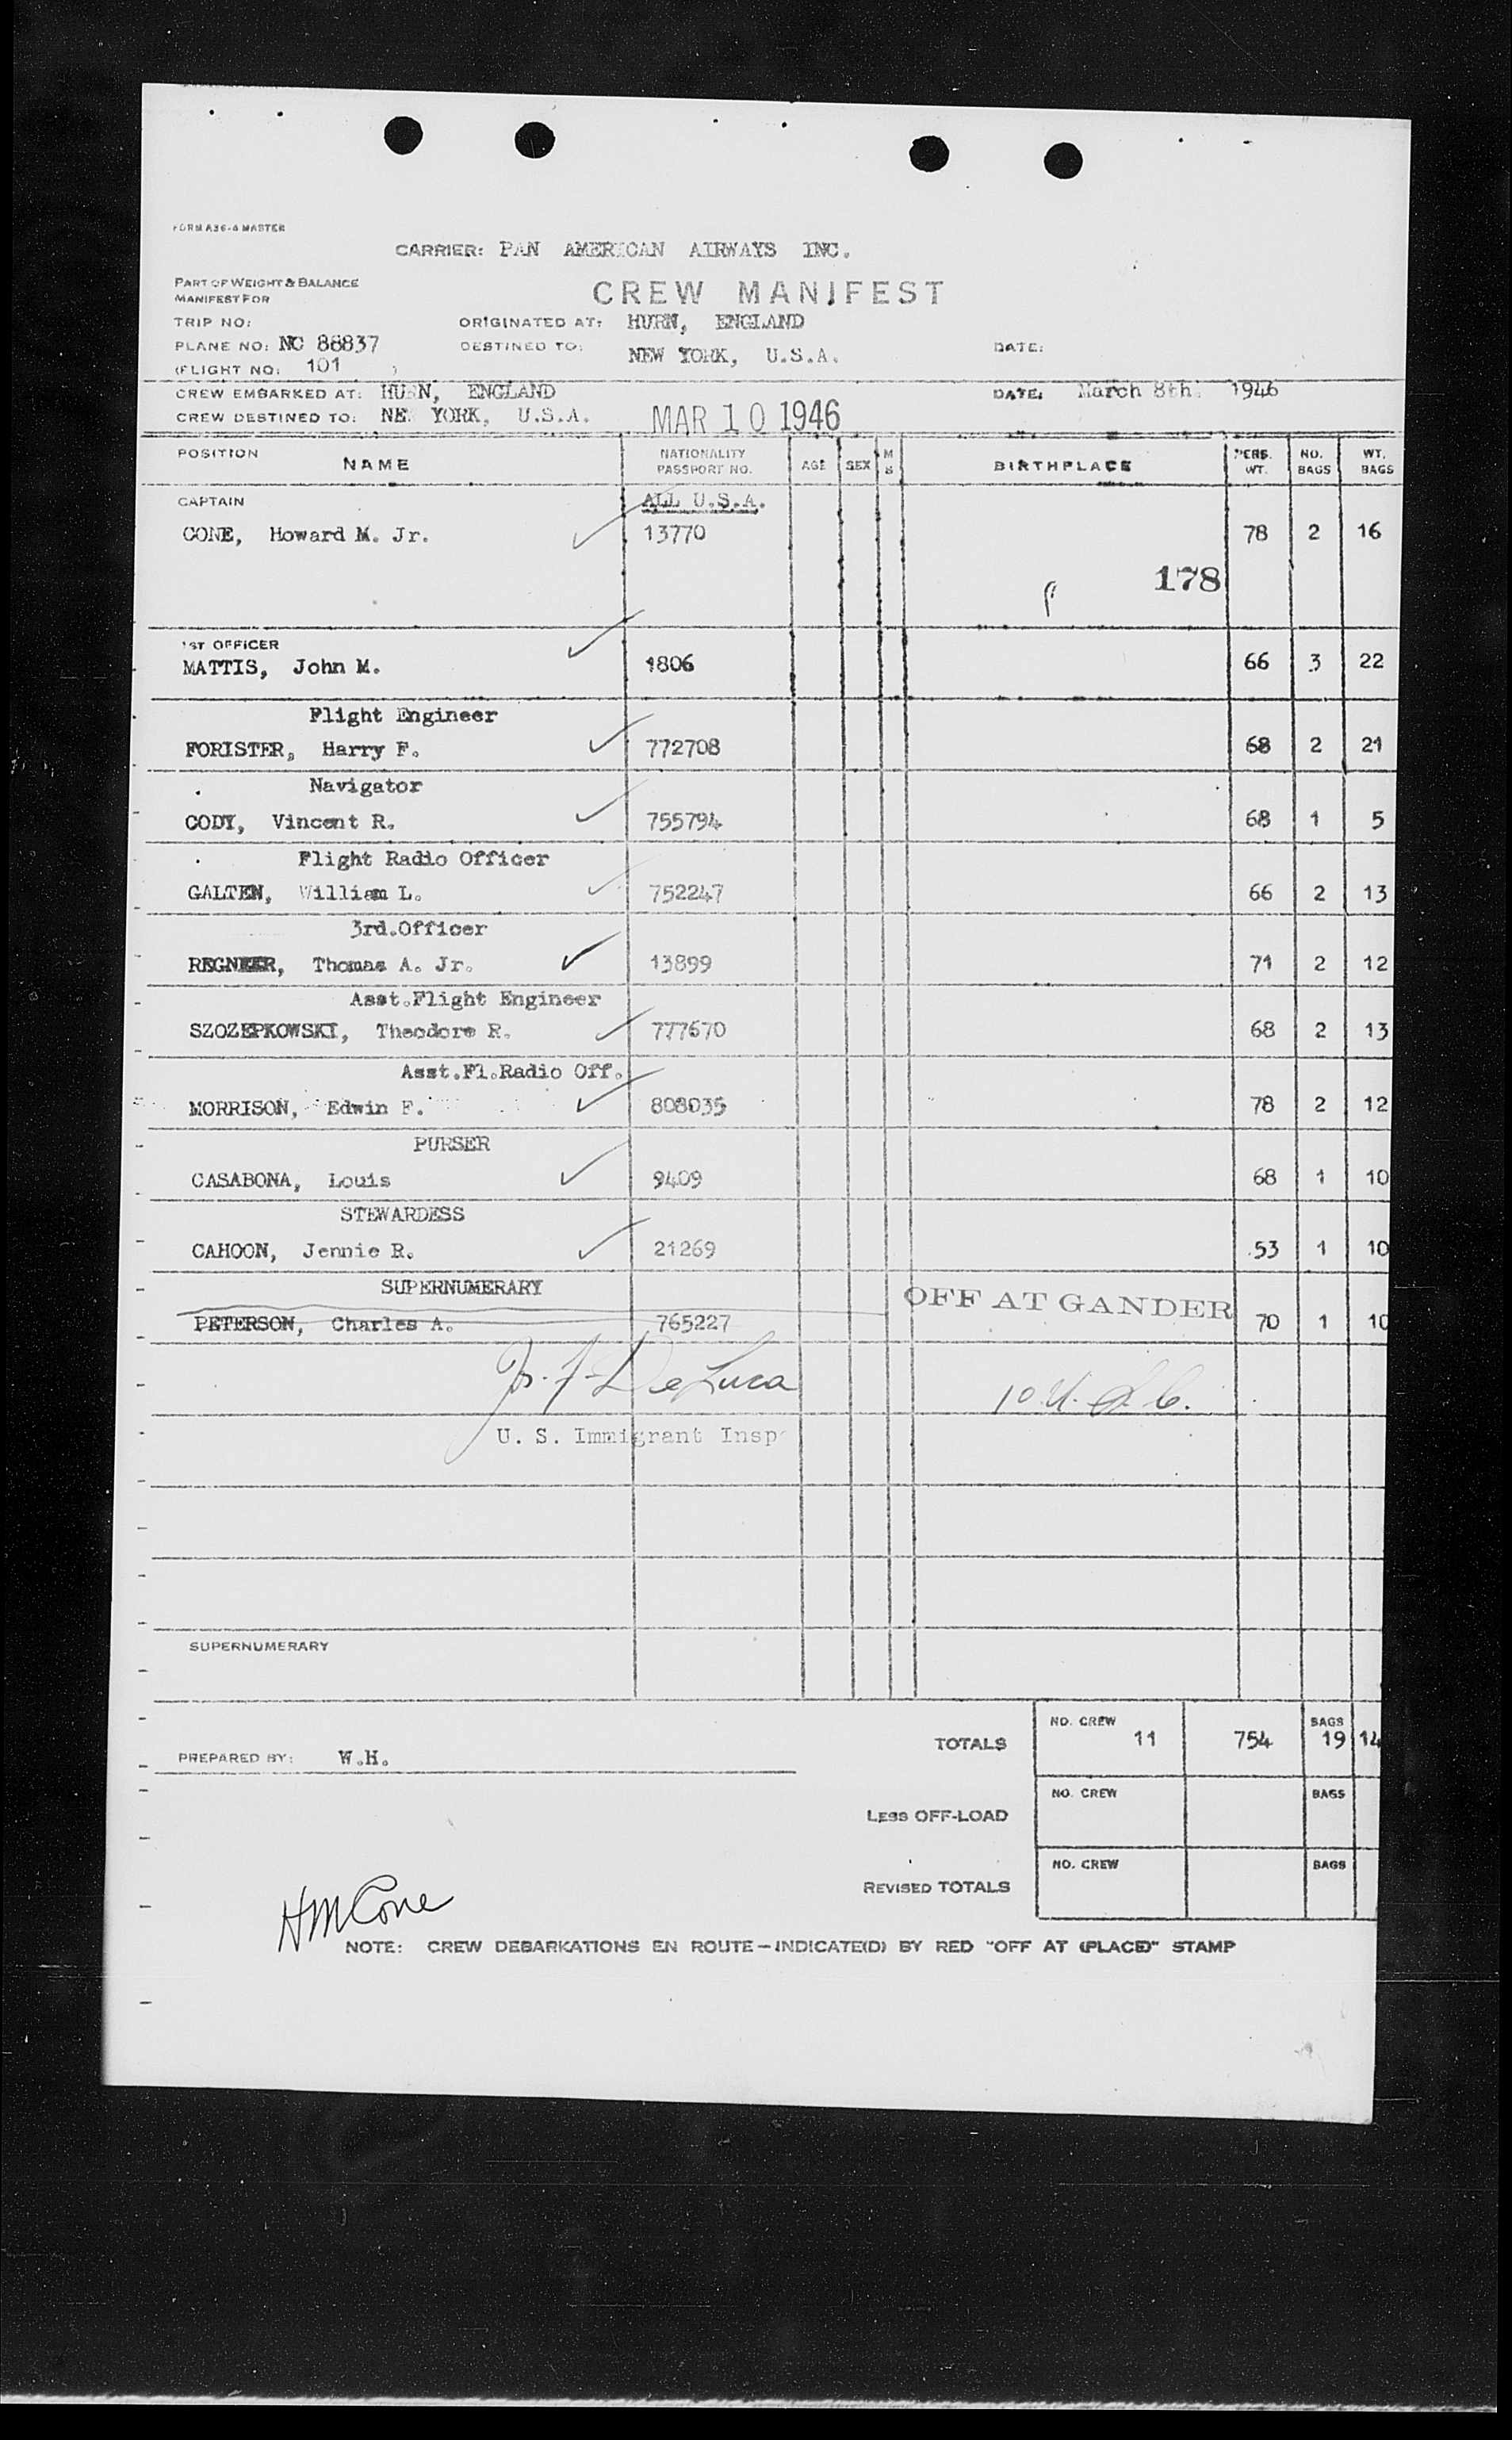 FORM A36-A MASTER
CARRIER: PAN AMERICAN AIRWAYS INC.
PART OF WEIGHT & BALANCE
MANIFEST FOR
CREW MANIFEST
TRIP NO: ORIGINATED AT: HURN, ENGLAND
PLANE NO: NC 88837 DESTINED TO: NEW YORK, U.S.A. DATE:
(FLIGHT NO: 101 )
CREW EMBARKED AT: HURN, ENGLAND DATE: March 8th. 1946
CREW DESTINED TO: NE YORK, U.S.A. MAR 10 1946
POSITION NAME NATIONALITY PASSPORT NO. AGE SEX M S BIRTHPLACE PERS. WT. NO. BAGS WT. BAGS
CAPTAIN ALL U.S.A.
CONE, Howard M. Jr. 13770 78 2 16
178
1ST OFFICER
MATTIS, John M. 1806 66 3 22
Flight Engineer
FORISTER, Harry F. 772708 68 2 21
Navigator
CODY, Vincent R. 755794 68 1 5
Flight Radio Officer
GALTEN, William L. 752247 66 2 13
3rd.Officer
REGNEER, Thomas A. Jr. 13899 71 2 12
Asst.Flight Engineer
SZOZEPKOWSKI, Theodore R. 777670 68 2 13
Asst.Fl.Radio Off.
MORRISON, Edwin F. 808035 78 2 12
PURSER
CASABONA, Louis 9409 68 1 10
STEWARDESS
CAHOON, Jennie R. 21269 53 1 10
SUPERNUMERARY OFF AT GANDER
PETERSON, Charles A. 765227 70 1 10
De Luca 10 U.S.C.
U. S. Immigrant Insp
SUPERNUMERARY
TOTALS NO. CREW 11 754 BAGS 19 14
PREPARED BY: W.H.
LESS OFF-LOAD NO. CREW BAGS
REVISED TOTALS NO. CREW BAGS
HMCone
NOTE: CREW DEBARKATIONS EN ROUTE—INDICATE(D) BY RED "OFF AT (PLACE)" STAMP